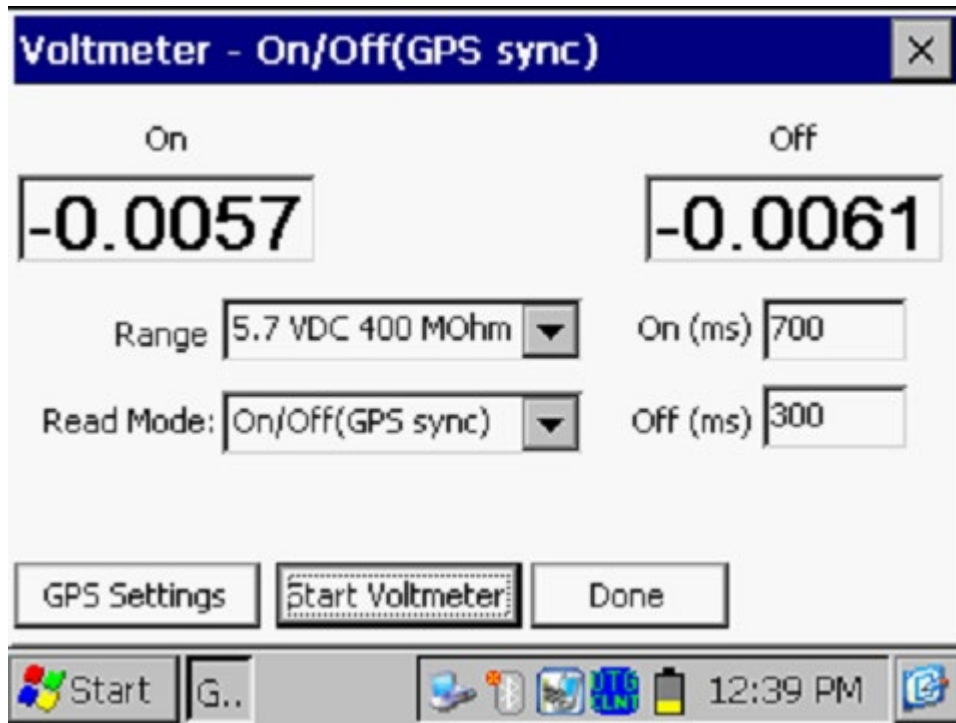 Voltmeter - On/Off(GPS sync)
On Off
-0.0057 -0.0061
Range 5.7 VDC 400 MOhm On (ms) 700
Read Mode: On/Off(GPS sync) Off (ms) 300
GPS Settings Start Voltmeter Done
Start G.. UTG CLNT 12:39 PM